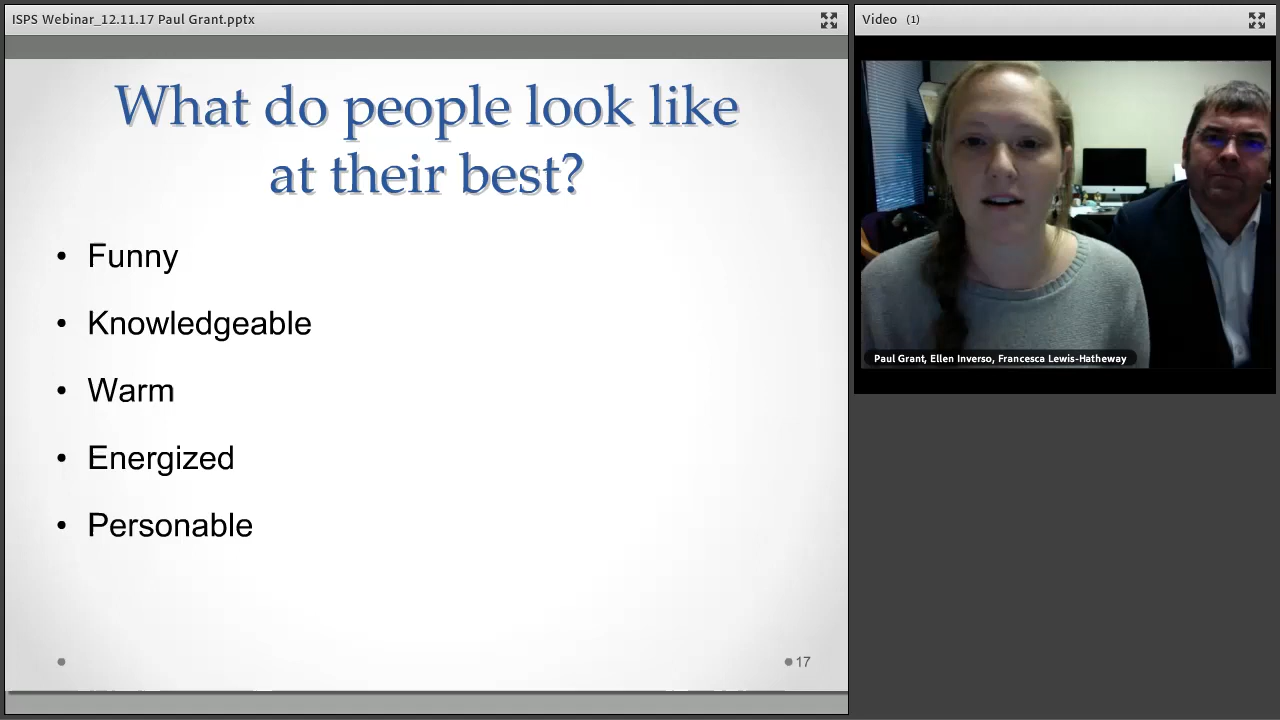 ISPS Webinar_12.11.17 Paul Grant.pptx
Video (1)
What do people look like
at their best?
• Funny
• Knowledgeable
• Warm
• Energized
• Personable
17
Paul Grant, Ellen Inverso, Francesca Lewis-Hatheway